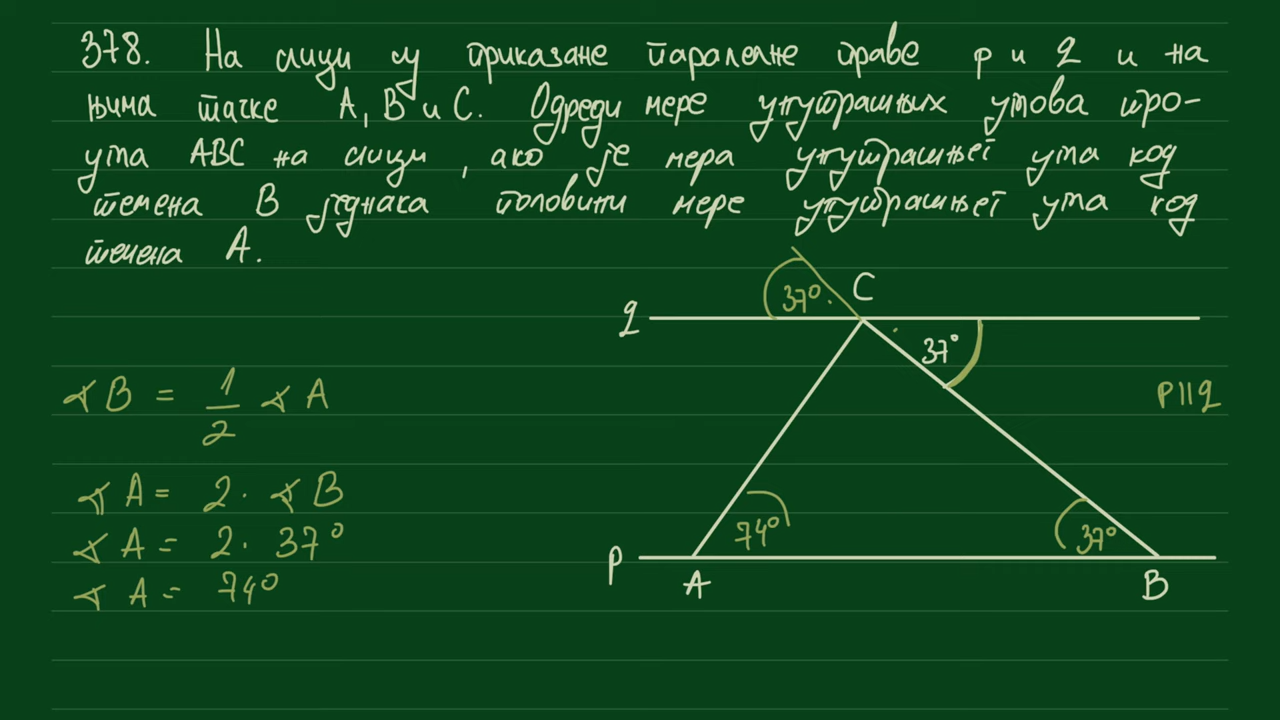 378. На слици су приказане паралелне праве p и q и на
њима тачке A, B и C. Одреди мере унутрашњих углова тро-
угла ABC на слици, ако је мера унутрашњег угла код
темена B једнака половини мере унутрашњег угла код
темена A.
C
37°
q
37°
∢ B = 1/2 ∢ A
p || q
∢ A = 2 · ∢ B
∢ A = 2 · 37°
∢ A = 74°
74°
37°
p
A
B